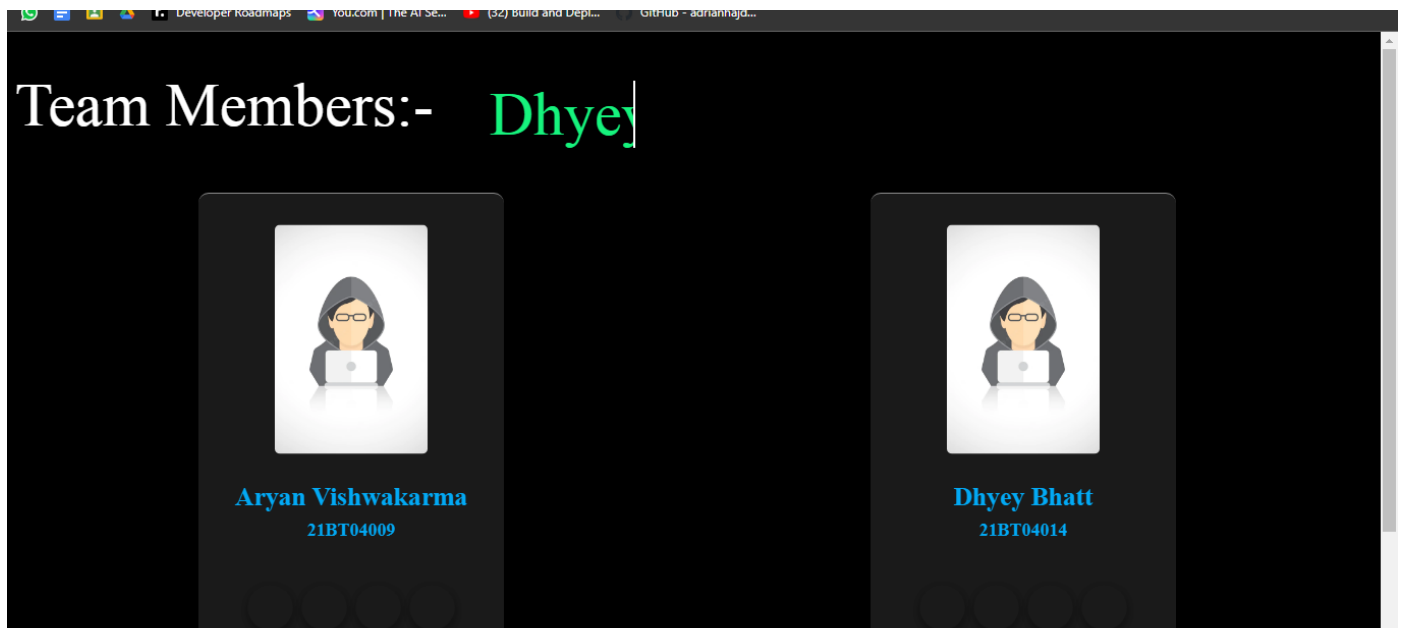 Developer Roadmaps You.com | The AI Se... (32) Build and Depl... GitHub - adrianhajd...
Team Members:- Dhyey
Aryan Vishwakarma
21BT04009
Dhyey Bhatt
21BT04014